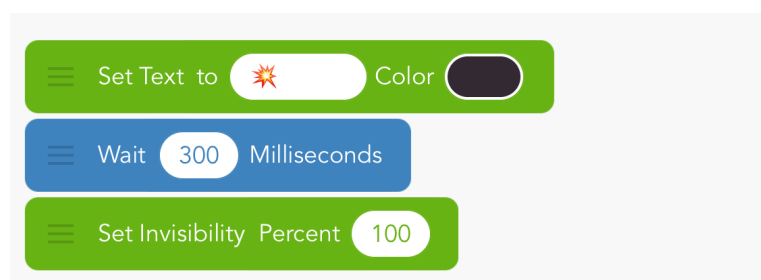 Set Text to 💥 Color
Wait 300 Milliseconds
Set Invisibility Percent 100